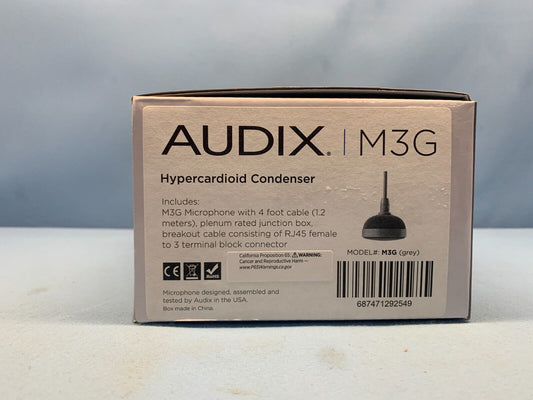 AUDIX. | M3G
Hypercardioid Condenser
Includes:
M3G Microphone with 4 foot cable (1.2
meters), plenum rated junction box,
breakout cable consisting of RJ45 female
to 3 terminal block connector
California Proposition 65: ⚠WARNING:
Cancer and Reproductive Harm —
www.P65Warnings.ca.gov
MODEL#: M3G (grey)
CE
Microphone designed, assembled and
tested by Audix in the USA.
Box made in China.
687471292549